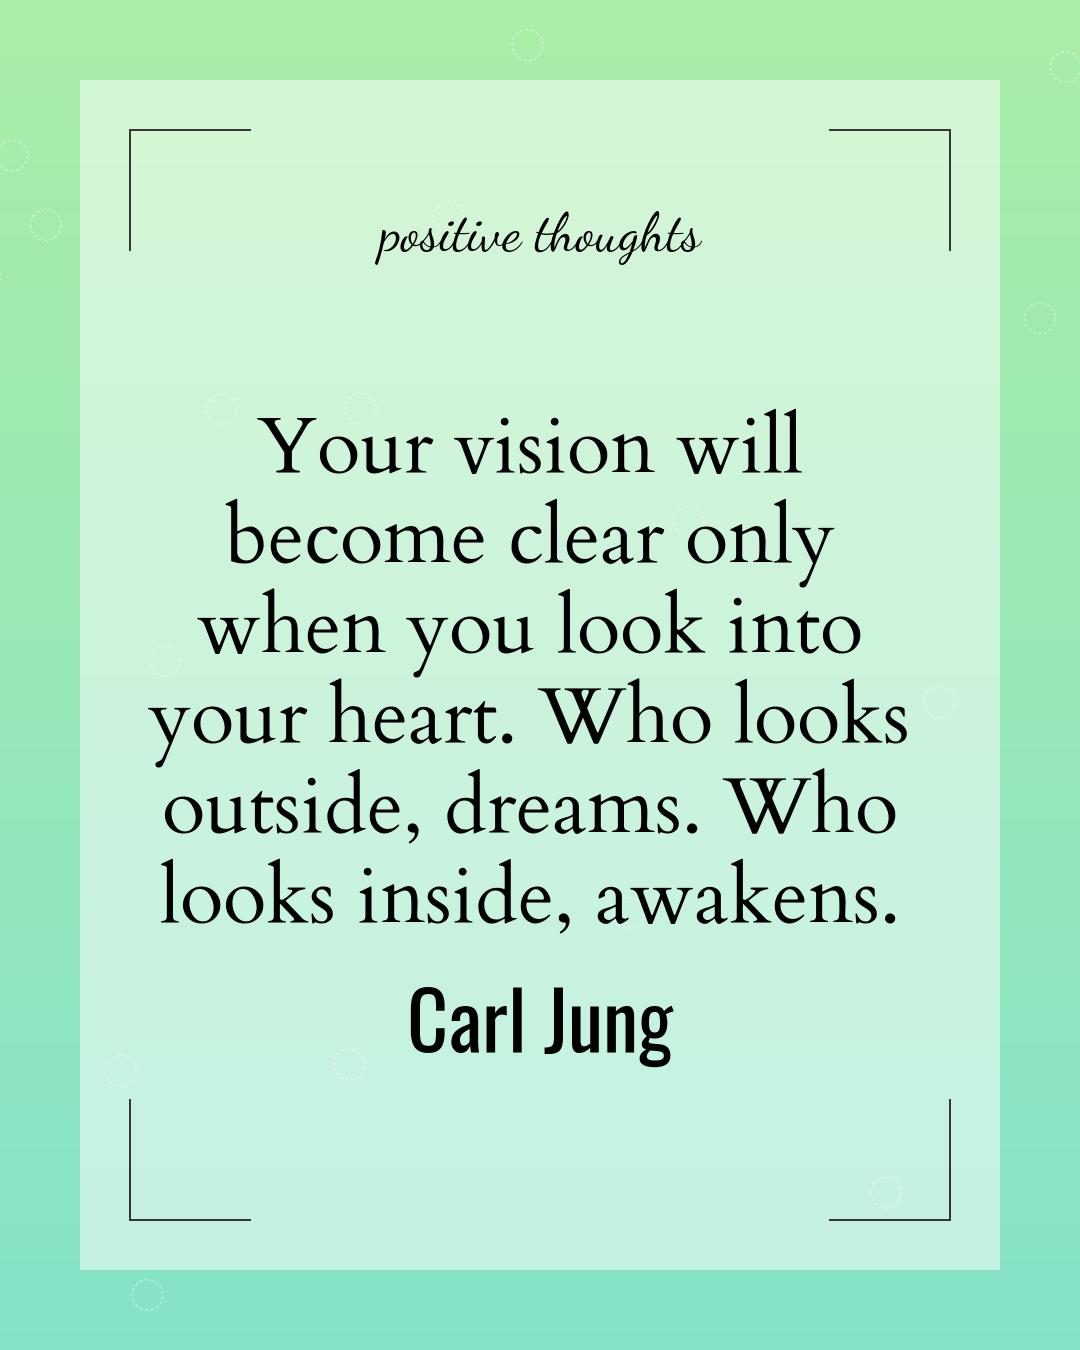 positive thoughts
Your vision will
become clear only
when you look into
your heart. Who looks
outside, dreams. Who
looks inside, awakens.
Carl Jung